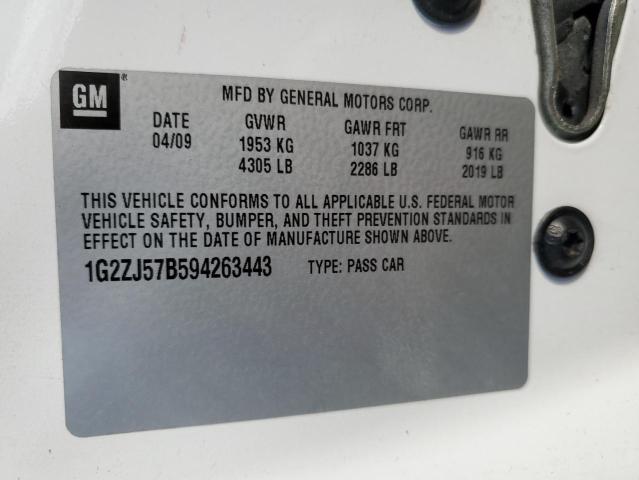 GM
MFD BY GENERAL MOTORS CORP.
DATE GVWR GAWR FRT GAWR RR
04/09 1953 KG 1037 KG 916 KG
4305 LB 2286 LB 2019 LB
THIS VEHICLE CONFORMS TO ALL APPLICABLE U.S. FEDERAL MOTOR
VEHICLE SAFETY, BUMPER, AND THEFT PREVENTION STANDARDS IN
EFFECT ON THE DATE OF MANUFACTURE SHOWN ABOVE.
1G2ZJ57B594263443 TYPE: PASS CAR